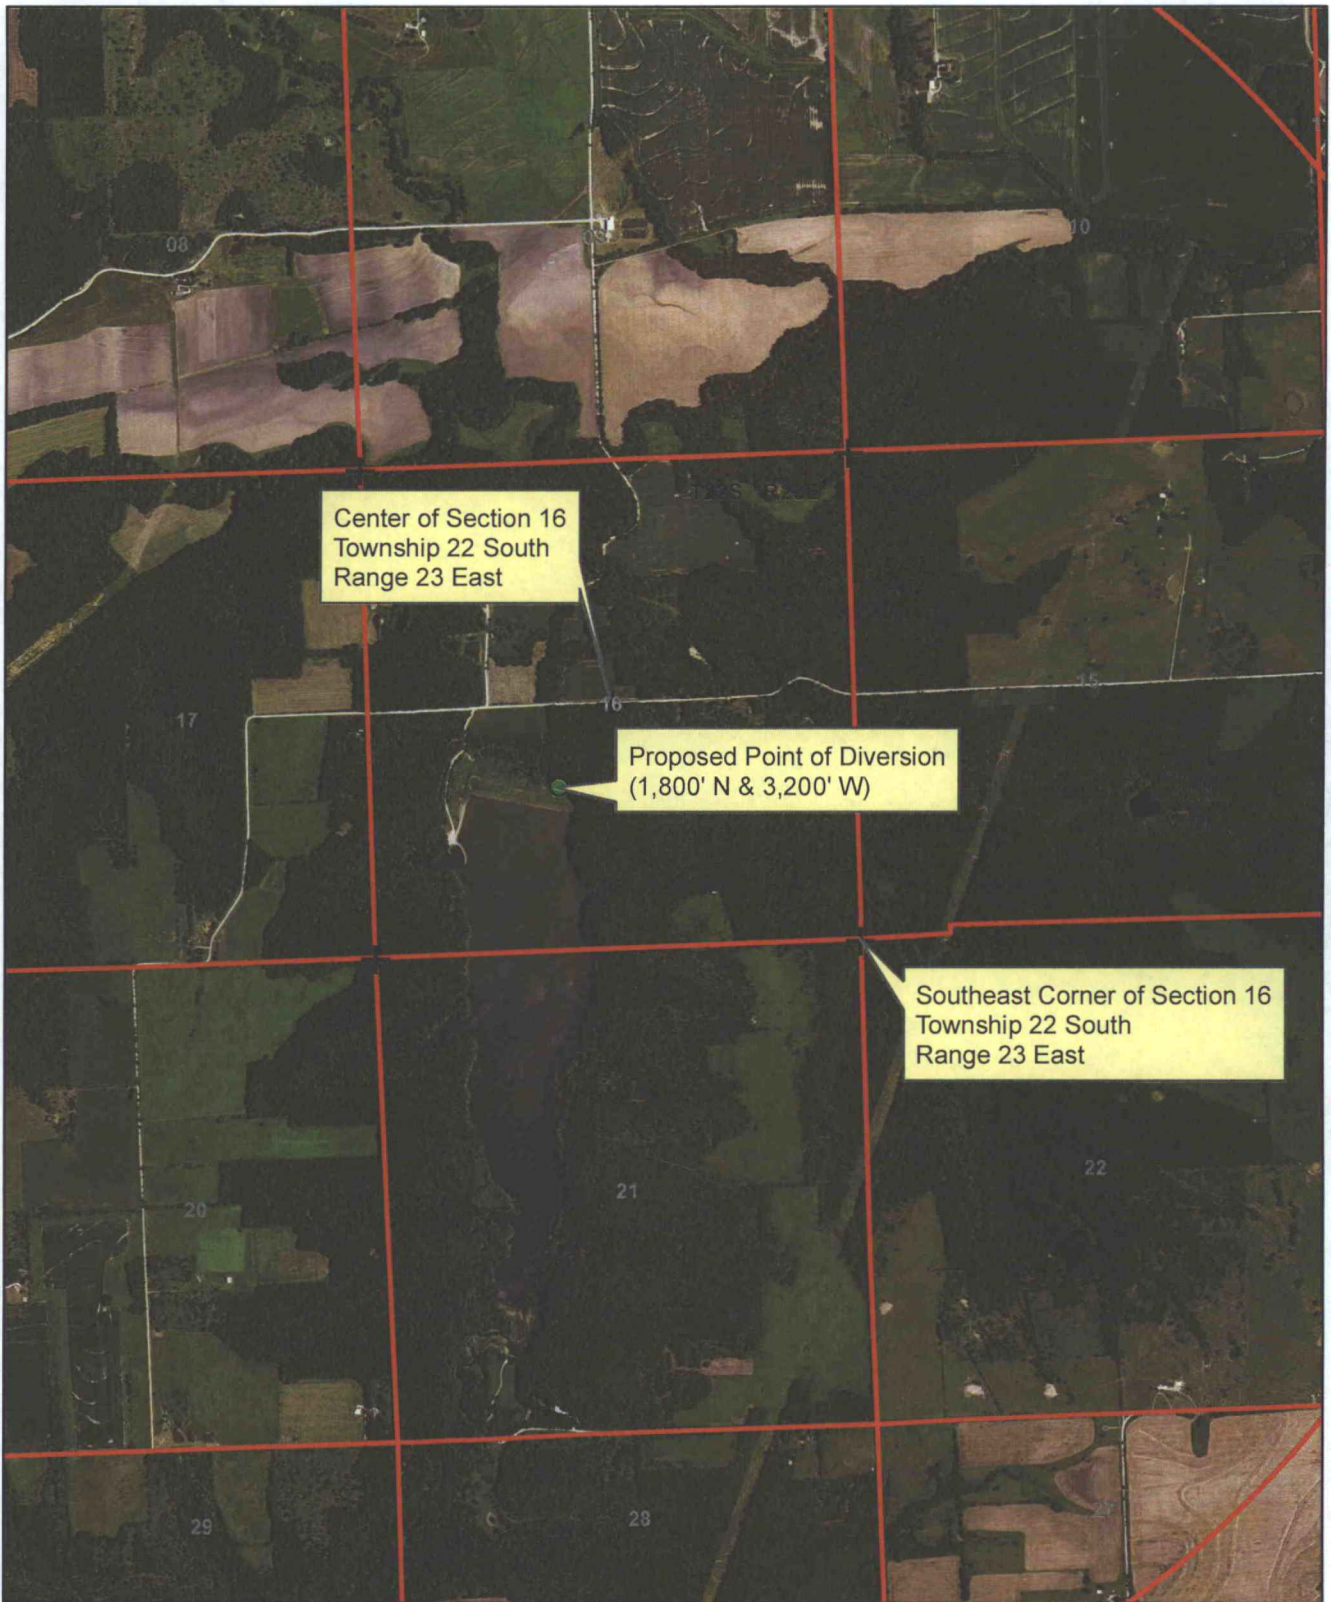 08
10
Center of Section 16
Township 22 South
Range 23 East
15
16
17
Proposed Point of Diversion
(1,800' N & 3,200' W)
Southeast Corner of Section 16
Township 22 South
Range 23 East
22
21
20
27
28
29